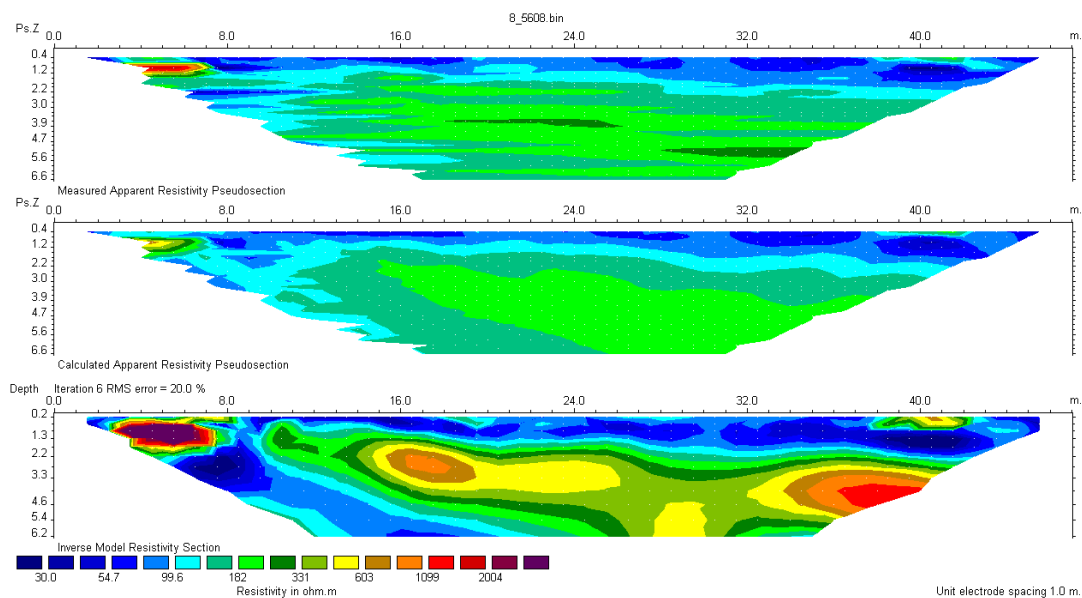 8_5608.bin
Ps.Z 0.0 8.0 16.0 24.0 32.0 40.0 m.
0.4
1.2
2.2
3.0
3.9
4.7
5.6
6.6
Measured Apparent Resistivity Pseudosection
Ps.Z 0.0 8.0 16.0 24.0 32.0 40.0 m.
0.4
1.2
2.2
3.0
3.9
4.7
5.6
6.6
Calculated Apparent Resistivity Pseudosection
Depth Iteration 6 RMS error = 20.0 %
0.0 8.0 16.0 24.0 32.0 40.0 m.
0.2
1.3
2.2
3.3
4.6
5.4
6.2
Inverse Model Resistivity Section
30.0 54.7 99.6 182 331 603 1099 2004
Resistivity in ohm.m
Unit electrode spacing 1.0 m.